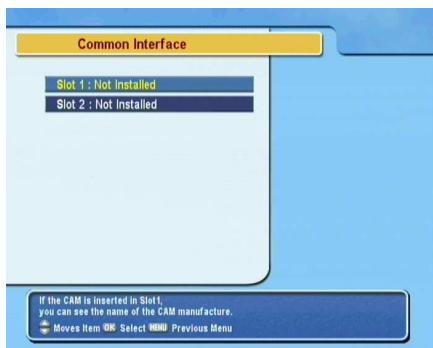 Common Interface
Slot 1 : Not Installed
Slot 2 : Not Installed
If the CAM is inserted in Slot1,
you can see the name of the CAM manufacture.
Moves Item OK Select MENU Previous Menu